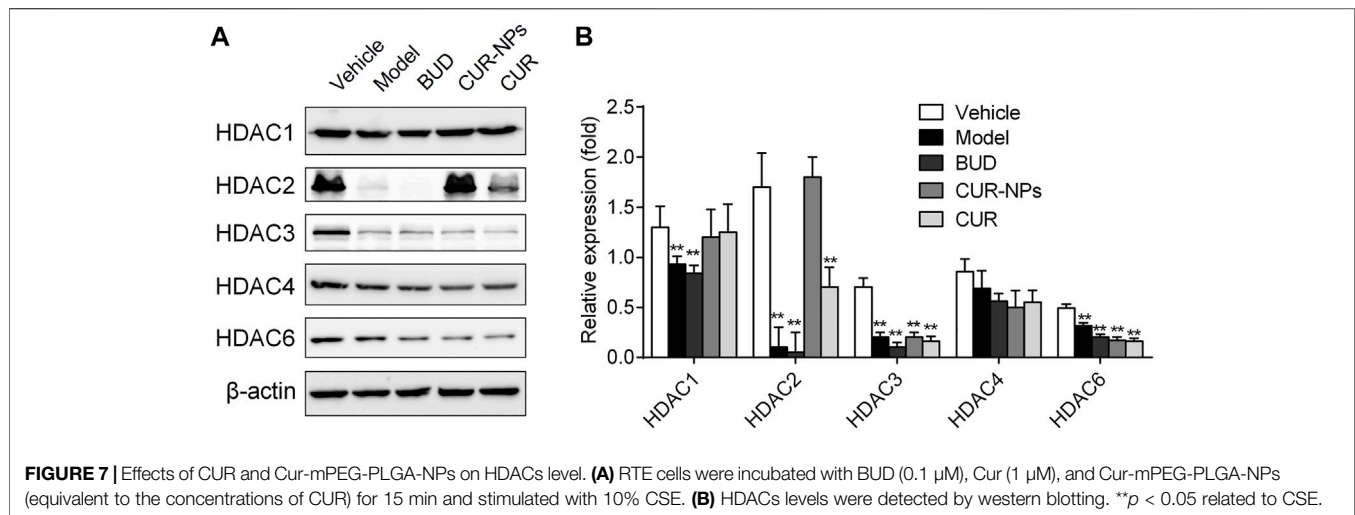 A
Vehicle
Model
BUD
CUR-NPs
CUR
HDAC1
HDAC2
HDAC3
HDAC4
HDAC6
β-actin
B
Relative expression (fold)
2.5
2.0
1.5
1.0
0.5
0.0
** **
** ** **
** ** ** **
** ** ** **
HDAC1
HDAC2
HDAC3
HDAC4
HDAC6
Vehicle
Model
BUD
CUR-NPs
CUR
FIGURE 7 | Effects of CUR and Cur-mPEG-PLGA-NPs on HDACs level. (A) RTE cells were incubated with BUD (0.1 μM), Cur (1 μM), and Cur-mPEG-PLGA-NPs
(equivalent to the concentrations of CUR) for 15 min and stimulated with 10% CSE. (B) HDACs levels were detected by western blotting. **p < 0.05 related to CSE.